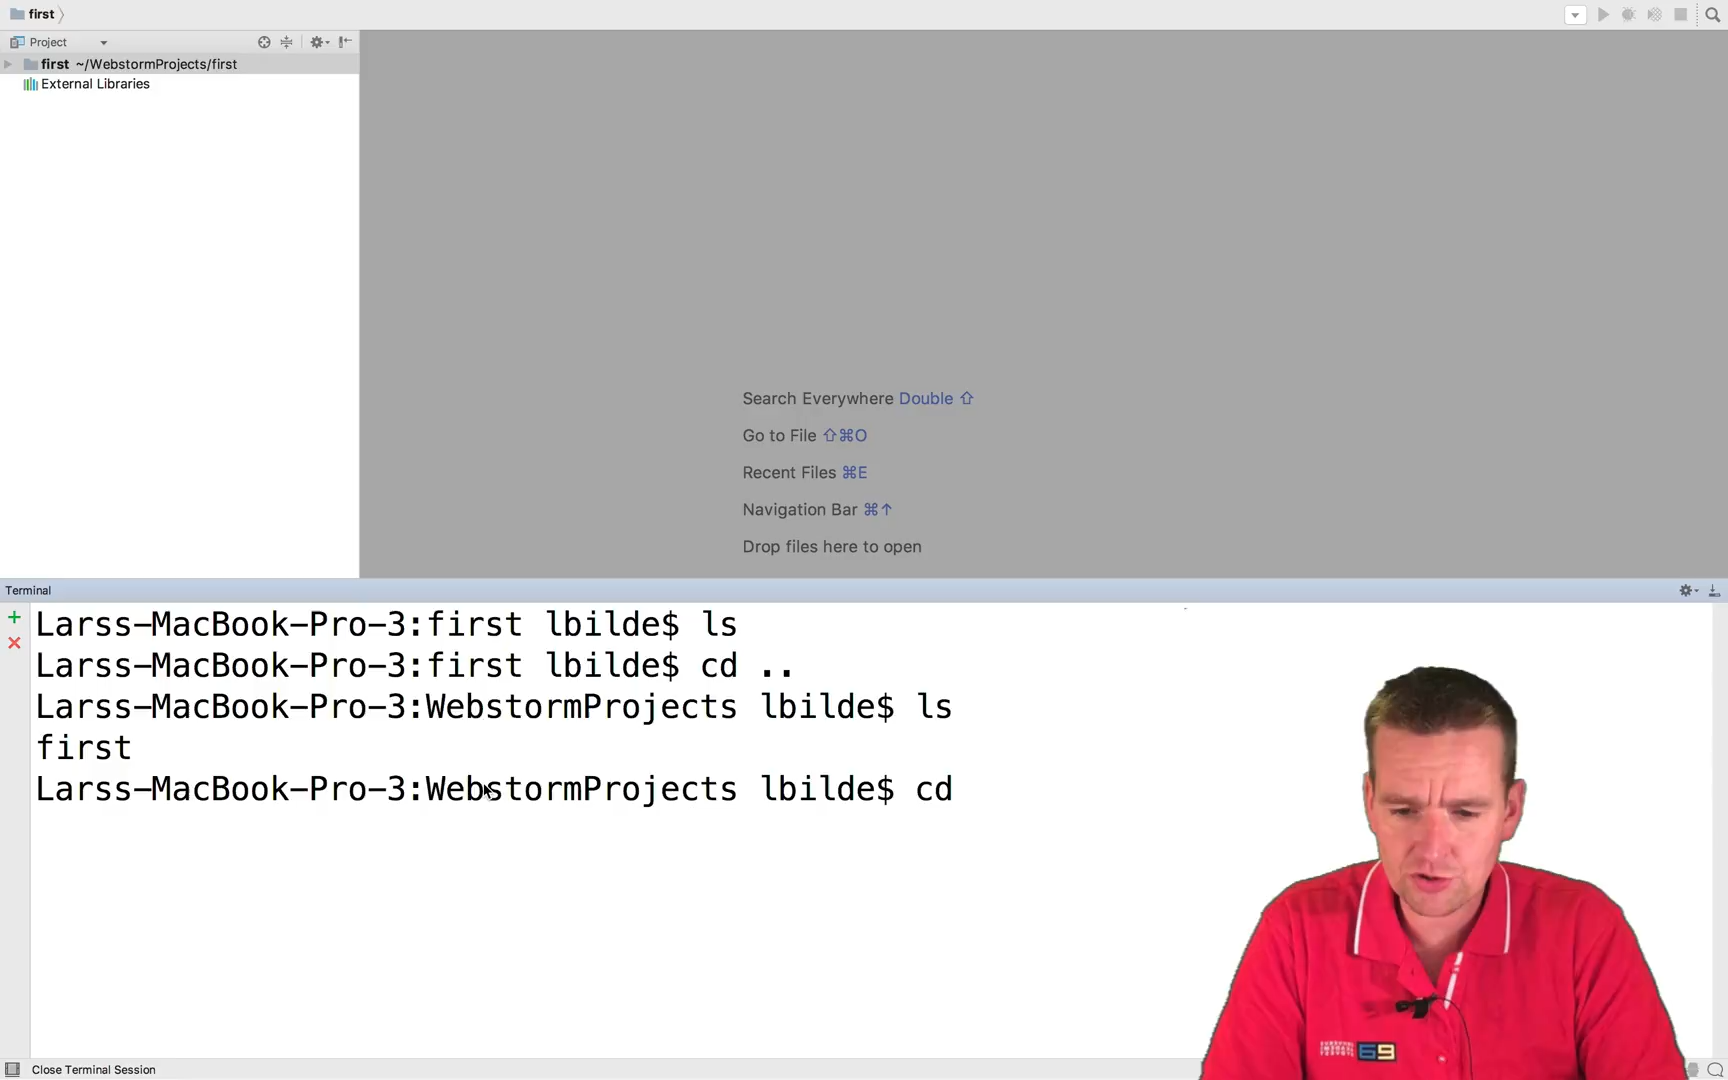 first
Project
first ~/WebstormProjects/first
External Libraries
Search Everywhere Double ⇧
Go to File ⇧⌘O
Recent Files ⌘E
Navigation Bar ⌘↑
Drop files here to open
Terminal
Larss-MacBook-Pro-3:first lbilde$ ls
Larss-MacBook-Pro-3:first lbilde$ cd ..
Larss-MacBook-Pro-3:WebstormProjects lbilde$ ls
first
Larss-MacBook-Pro-3:WebstormProjects lbilde$ cd
69
Close Terminal Session